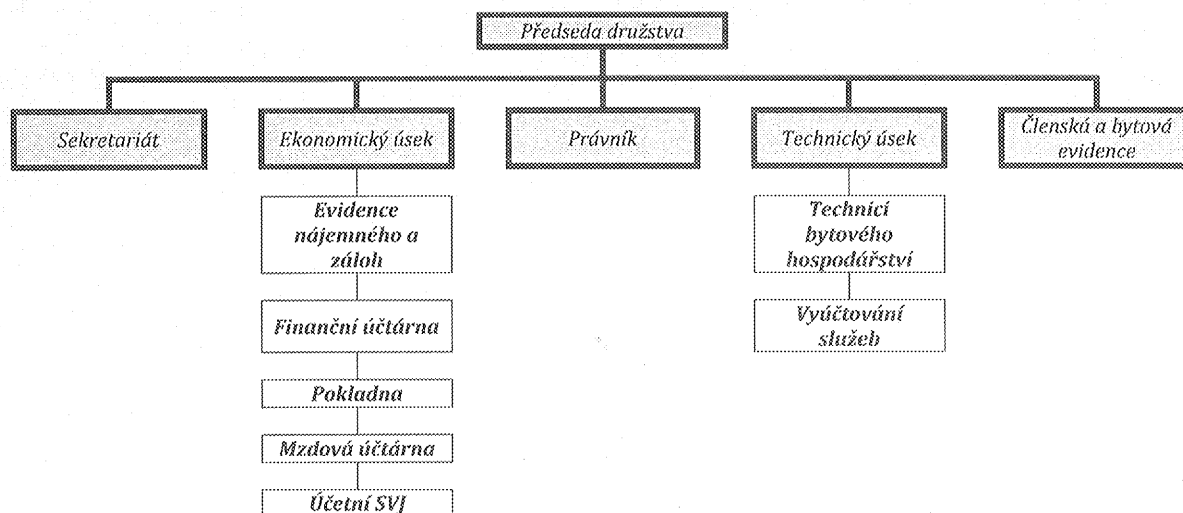 Předseda družstva
Sekretariát
Ekonomický úsek
Právník
Technický úsek
Členská a bytová
evidence
Evidence
nájemného a
záloh
Finanční účtárna
Pokladna
Mzdová účtárna
Účetní SVJ
Technici
bytového
hospodářství
Vyúčtování
služeb